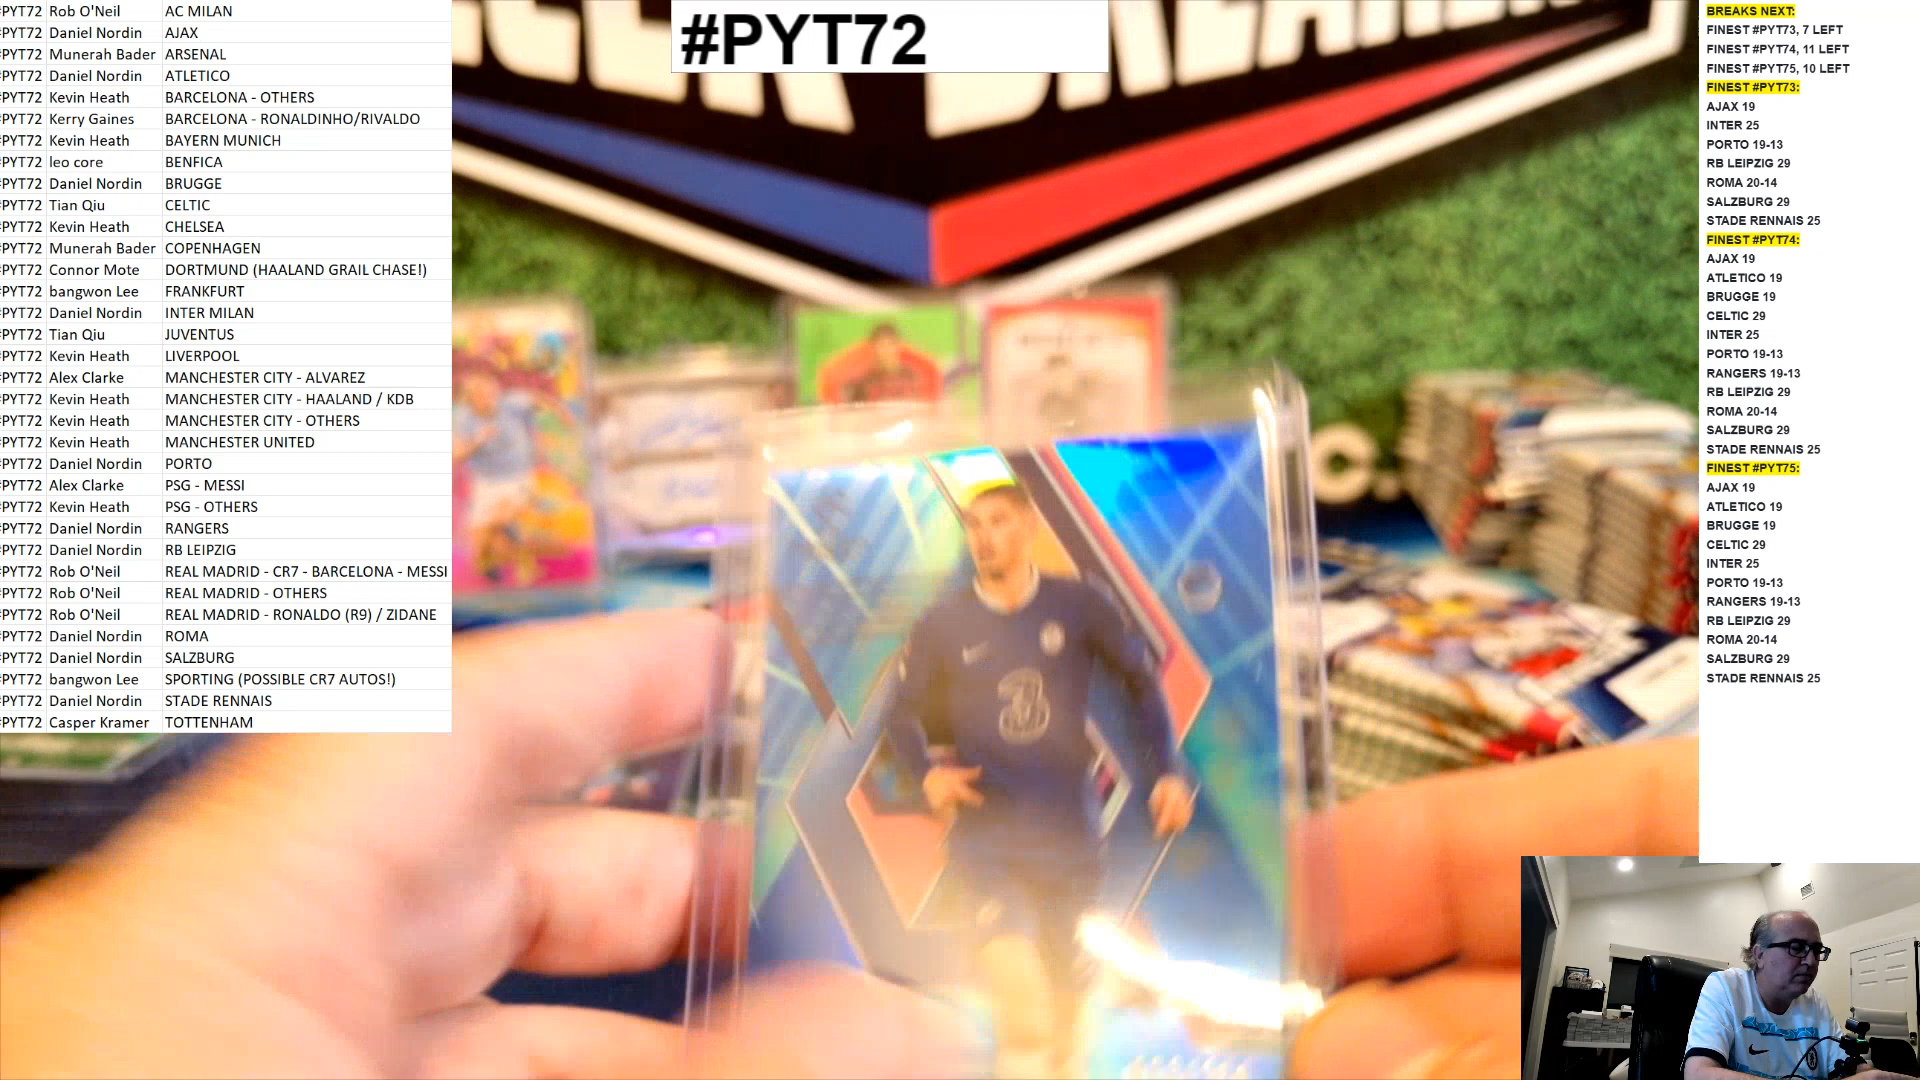 #PYT72 Rob O'Neil AC MILAN
#PYT72 Daniel Nordin AJAX
#PYT72 Munerah Bader ARSENAL
#PYT72 Daniel Nordin ATLETICO
#PYT72 Kevin Heath BARCELONA - OTHERS
#PYT72 Kerry Gaines BARCELONA - RONALDINHO/RIVALDO
#PYT72 Kevin Heath BAYERN MUNICH
#PYT72 leo core BENFICA
#PYT72 Daniel Nordin BRUGGE
#PYT72 Tian Qiu CELTIC
#PYT72 Kevin Heath CHELSEA
#PYT72 Munerah Bader COPENHAGEN
#PYT72 Connor Mote DORTMUND (HAALAND GRAIL CHASE!)
#PYT72 bangwon Lee FRANKFURT
#PYT72 Daniel Nordin INTER MILAN
#PYT72 Tian Qiu JUVENTUS
#PYT72 Kevin Heath LIVERPOOL
#PYT72 Alex Clarke MANCHESTER CITY - ALVAREZ
#PYT72 Kevin Heath MANCHESTER CITY - HAALAND / KDB
#PYT72 Kevin Heath MANCHESTER CITY - OTHERS
#PYT72 Kevin Heath MANCHESTER UNITED
#PYT72 Daniel Nordin PORTO
#PYT72 Alex Clarke PSG - MESSI
#PYT72 Kevin Heath PSG - OTHERS
#PYT72 Daniel Nordin RANGERS
#PYT72 Daniel Nordin RB LEIPZIG
#PYT72 Rob O'Neil REAL MADRID - CR7 - BARCELONA - MESSI
#PYT72 Rob O'Neil REAL MADRID - OTHERS
#PYT72 Rob O'Neil REAL MADRID - RONALDO (R9) / ZIDANE
#PYT72 Daniel Nordin ROMA
#PYT72 Daniel Nordin SALZBURG
#PYT72 bangwon Lee SPORTING (POSSIBLE CR7 AUTOS!)
#PYT72 Daniel Nordin STADE RENNAIS
#PYT72 Casper Kramer TOTTENHAM
#PYT72
3
C.
BREAKS NEXT:
FINEST #PYT73, 7 LEFT
FINEST #PYT74, 11 LEFT
FINEST #PYT75, 10 LEFT
FINEST #PYT73:
AJAX 19
INTER 25
PORTO 19-13
RB LEIPZIG 29
ROMA 20-14
SALZBURG 29
STADE RENNAIS 25
FINEST #PYT74:
AJAX 19
ATLETICO 19
BRUGGE 19
CELTIC 29
INTER 25
PORTO 19-13
RANGERS 19-13
RB LEIPZIG 29
ROMA 20-14
SALZBURG 29
STADE RENNAIS 25
FINEST #PYT75:
AJAX 19
ATLETICO 19
BRUGGE 19
CELTIC 29
INTER 25
PORTO 19-13
RANGERS 19-13
RB LEIPZIG 29
ROMA 20-14
SALZBURG 29
STADE RENNAIS 25